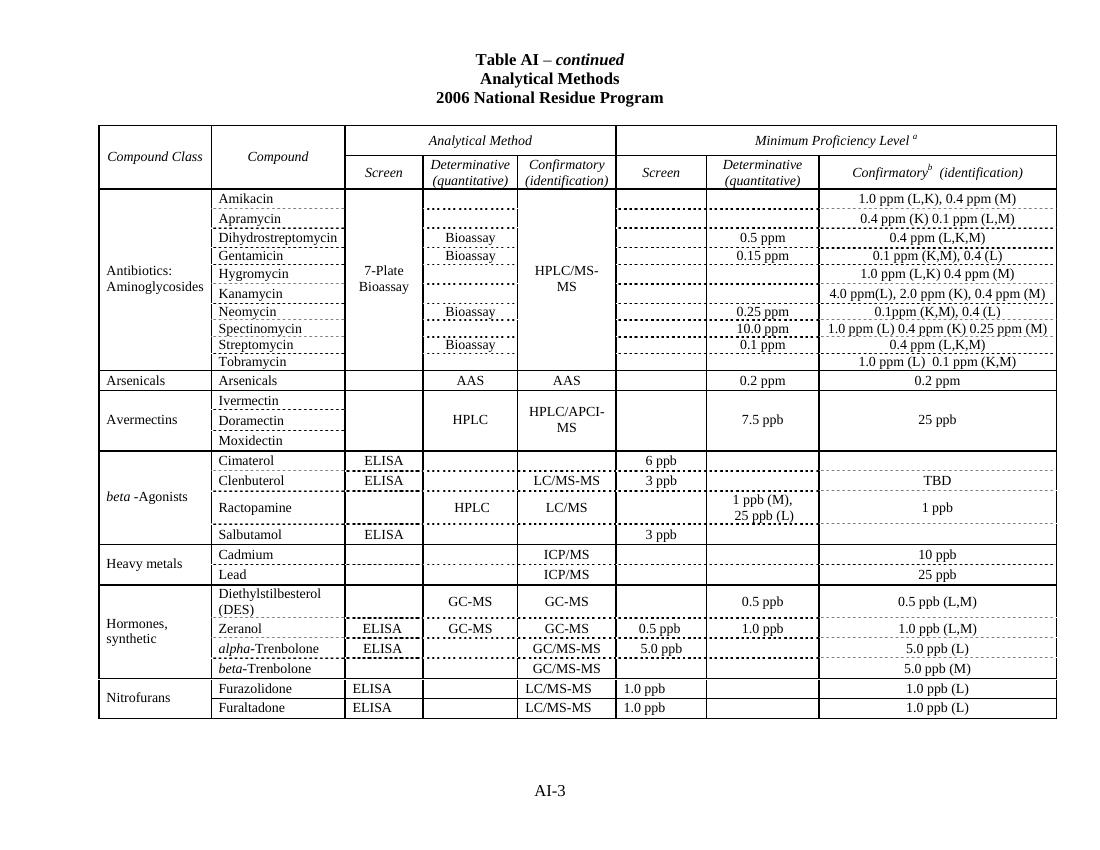 Table AI – continued
Analytical Methods
2006 National Residue Program
Compound Class Compound Analytical Method Minimum Proficiency Level a
Screen Determinative (quantitative) Confirmatory (identification) Screen Determinative (quantitative) Confirmatory b (identification)
Antibiotics: Aminoglycosides 7-Plate Bioassay HPLC/MS-MS
Amikacin 1.0 ppm (L,K), 0.4 ppm (M)
Apramycin 0.4 ppm (K) 0.1 ppm (L,M)
Dihydrostreptomycin Bioassay 0.5 ppm 0.4 ppm (L,K,M)
Gentamicin Bioassay 0.15 ppm 0.1 ppm (K,M), 0.4 (L)
Hygromycin 1.0 ppm (L,K) 0.4 ppm (M)
Kanamycin 4.0 ppm(L), 2.0 ppm (K), 0.4 ppm (M)
Neomycin Bioassay 0.25 ppm 0.1ppm (K,M), 0.4 (L)
Spectinomycin 10.0 ppm 1.0 ppm (L) 0.4 ppm (K) 0.25 ppm (M)
Streptomycin Bioassay 0.1 ppm 0.4 ppm (L,K,M)
Tobramycin 1.0 ppm (L) 0.1 ppm (K,M)
Arsenicals Arsenicals AAS AAS 0.2 ppm 0.2 ppm
Avermectins HPLC HPLC/APCI-MS 7.5 ppb 25 ppb
Ivermectin
Doramectin
Moxidectin
beta -Agonists
Cimaterol ELISA 6 ppb
Clenbuterol ELISA LC/MS-MS 3 ppb TBD
Ractopamine HPLC LC/MS 1 ppb (M), 25 ppb (L) 1 ppb
Salbutamol ELISA 3 ppb
Heavy metals
Cadmium ICP/MS 10 ppb
Lead ICP/MS 25 ppb
Hormones, synthetic
Diethylstilbesterol (DES) GC-MS GC-MS 0.5 ppb 0.5 ppb (L,M)
Zeranol ELISA GC-MS GC-MS 0.5 ppb 1.0 ppb 1.0 ppb (L,M)
alpha-Trenbolone ELISA GC/MS-MS 5.0 ppb 5.0 ppb (L)
beta-Trenbolone GC/MS-MS 5.0 ppb (M)
Nitrofurans
Furazolidone ELISA LC/MS-MS 1.0 ppb 1.0 ppb (L)
Furaltadone ELISA LC/MS-MS 1.0 ppb 1.0 ppb (L)
AI-3